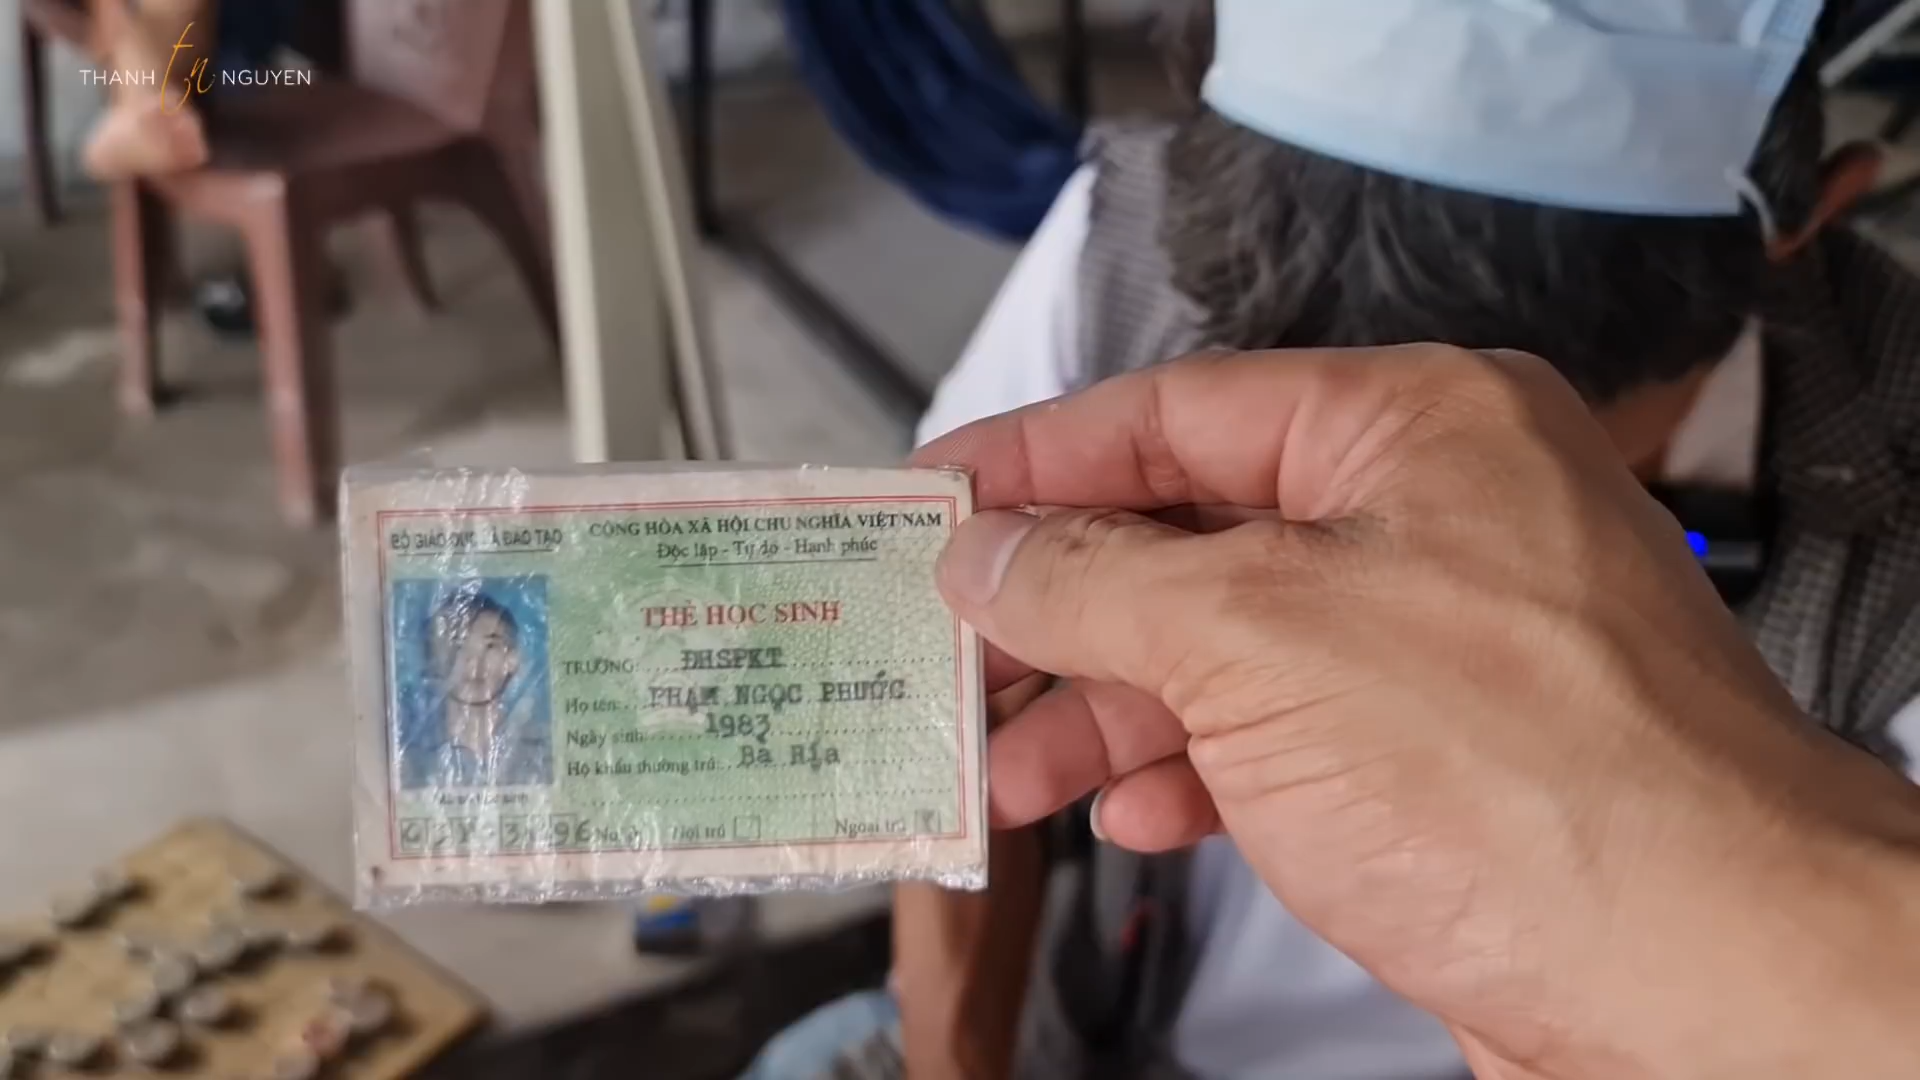 THANH tn NGUYEN
BỘ GIÁO DỤC VÀ ĐÀO TẠO
CỘNG HÒA XÃ HỘI CHỦ NGHĨA VIỆT NAM
Độc lập - Tự do - Hạnh phúc
THẺ HỌC SINH
TRƯỜNG: ĐHSPKT
Họ tên: PHẠM NGỌC PHƯỚC
Ngày sinh: 1983
Hộ khẩu thường trú: Bà Rịa
Nội trú
Ngoại trú